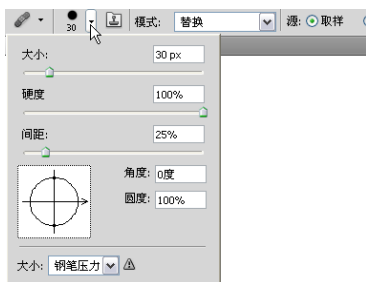 30 模式: 替换 源: 取样
大小: 30 px
硬度 100%
间距: 25%
角度: 0度
圆度: 100%
大小: 钢笔压力